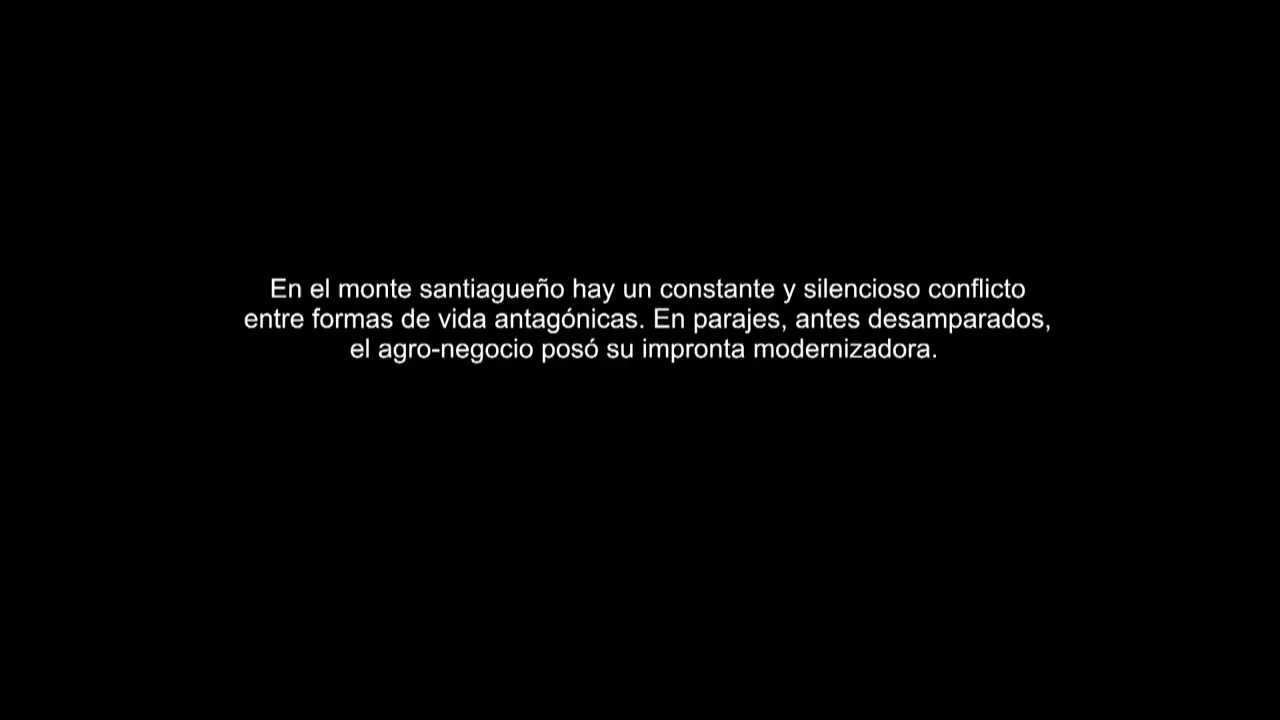 En el monte santiagueño hay un constante y silencioso conflicto
entre formas de vida antagónicas. En parajes, antes desamparados,
el agro-negocio posó su impronta modernizadora.